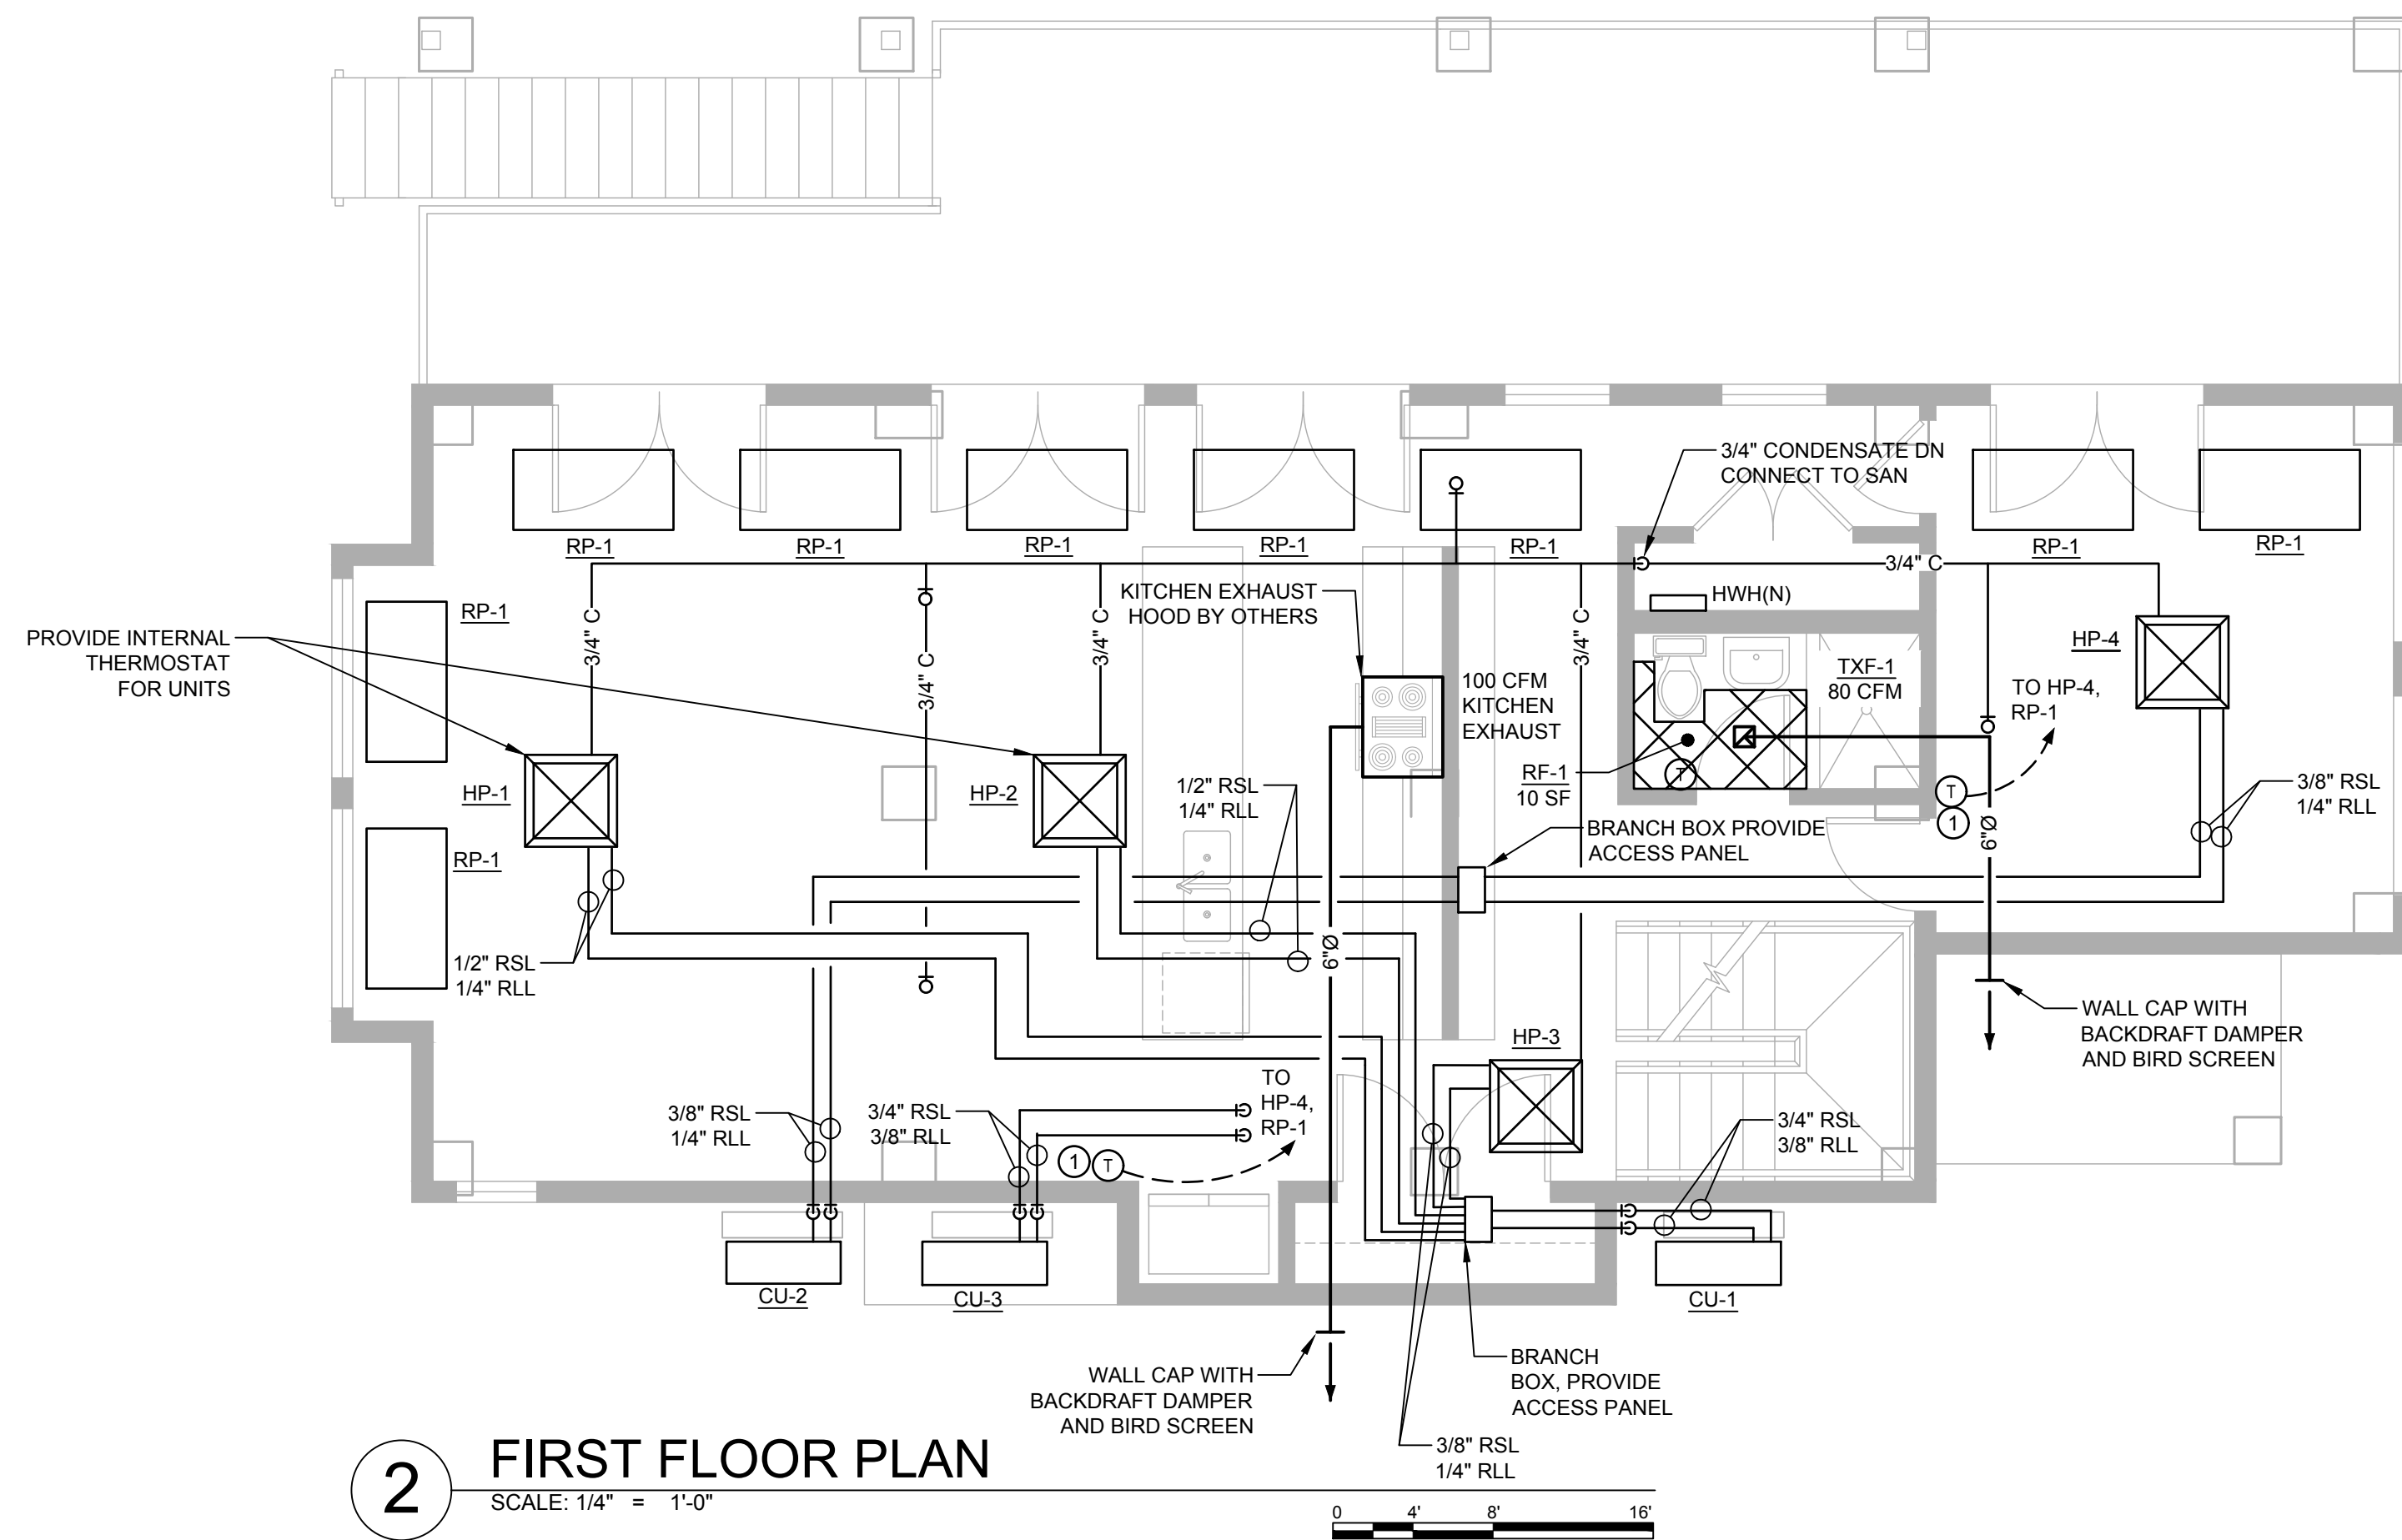 3/4" CONDENSATE DN
CONNECT TO SAN
RP-1
RP-1
RP-1
RP-1
RP-1
RP-1
RP-1
3/4" C
KITCHEN EXHAUST
HOOD BY OTHERS
HWH(N)
RP-1
3/4" C
3/4" C
3/4" C
3/4" C
PROVIDE INTERNAL
THERMOSTAT
FOR UNITS
HP-4
TXF-1
80 CFM
100 CFM
KITCHEN
EXHAUST
TO HP-4,
RP-1
HP-1
HP-2
1/2" RSL
1/4" RLL
RF-1
10 SF
T
T
1
6"Ø
3/8" RSL
1/4" RLL
BRANCH BOX PROVIDE
ACCESS PANEL
RP-1
1/2" RSL
1/4" RLL
6"Ø
WALL CAP WITH
BACKDRAFT DAMPER
AND BIRD SCREEN
HP-3
3/8" RSL
1/4" RLL
3/4" RSL
3/8" RLL
TO
HP-4,
RP-1
1
T
3/4" RSL
3/8" RLL
CU-2
CU-3
CU-1
WALL CAP WITH
BACKDRAFT DAMPER
AND BIRD SCREEN
BRANCH
BOX, PROVIDE
ACCESS PANEL
3/8" RSL
1/4" RLL
2
FIRST FLOOR PLAN
SCALE: 1/4" = 1'-0"
0 4' 8' 16'